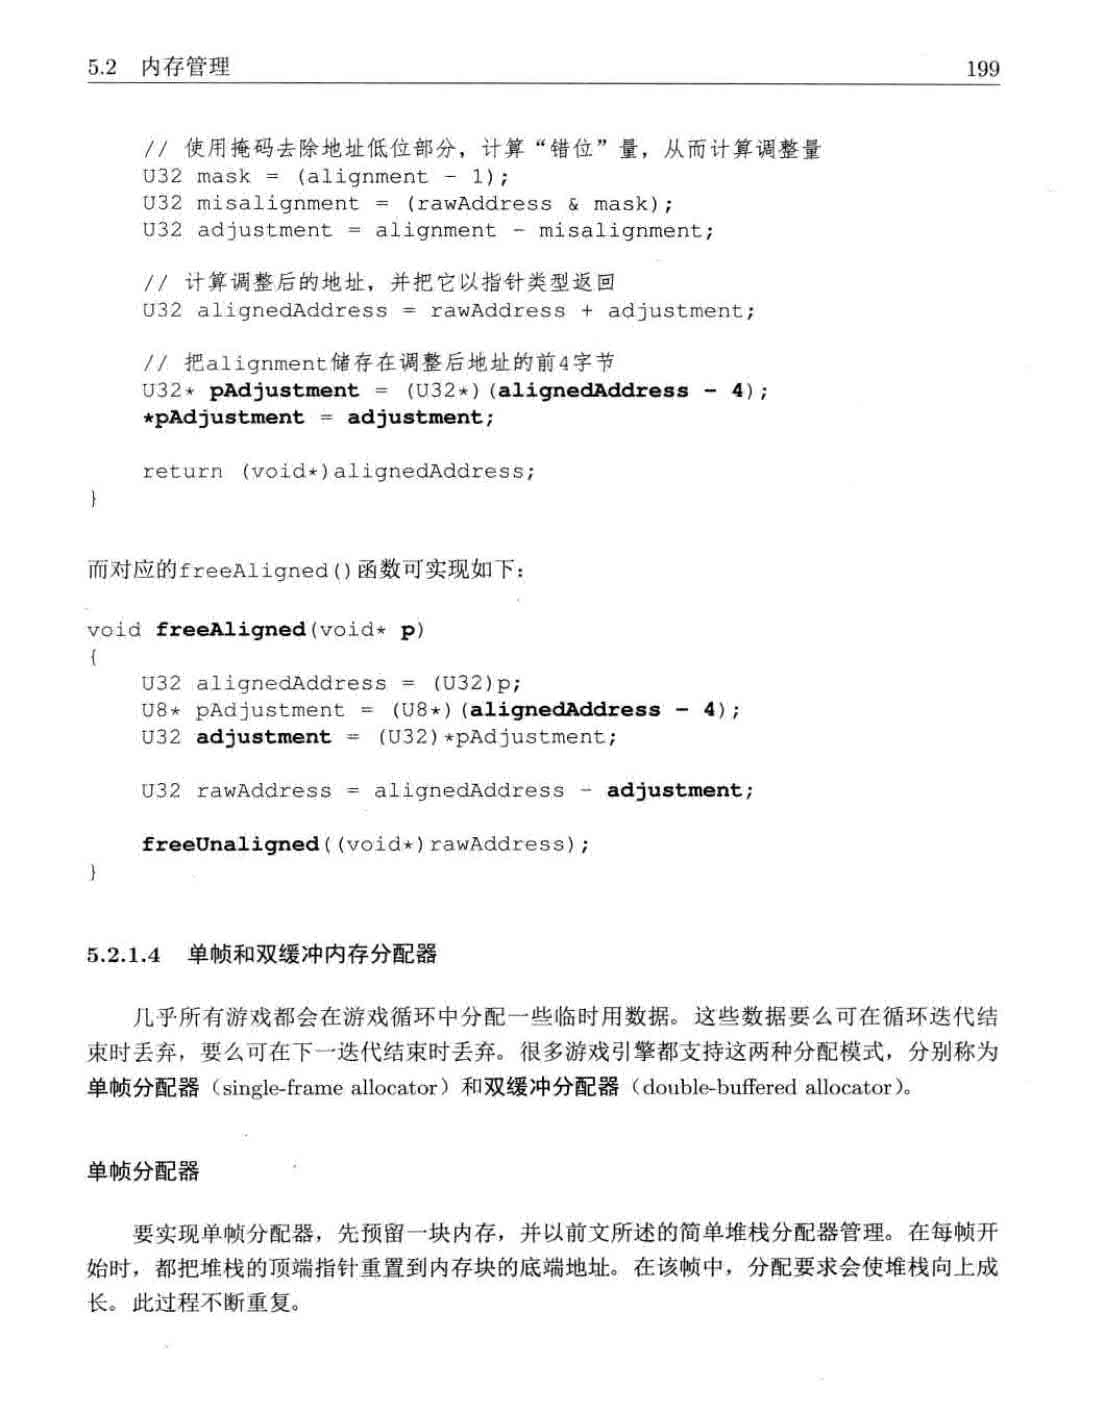 5.2 内存管理 199
// 使用掩码去除地址低位部分，计算“错位”量，从而计算调整量
U32 mask = (alignment - 1);
U32 misalignment = (rawAddress & mask);
U32 adjustment = alignment - misalignment;
// 计算调整后的地址，并把它以指针类型返回
U32 alignedAddress = rawAddress + adjustment;
// 把alignment储存在调整后地址的前4字节
U32* pAdjustment = (U32*)(alignedAddress - 4);
*pAdjustment = adjustment;
return (void*)alignedAddress;
}
而对应的freeAligned()函数可实现如下：
void freeAligned(void* p)
{
U32 alignedAddress = (U32)p;
U8* pAdjustment = (U8*)(alignedAddress - 4);
U32 adjustment = (U32)*pAdjustment;
U32 rawAddress = alignedAddress - adjustment;
freeUnaligned((void*)rawAddress);
}
5.2.1.4 单帧和双缓冲内存分配器
几乎所有游戏都会在游戏循环中分配一些临时用数据。这些数据要么可在循环迭代结
束时丢弃，要么可在下一迭代结束时丢弃。很多游戏引擎都支持这两种分配模式，分别称为
单帧分配器（single-frame allocator）和双缓冲分配器（double-buffered allocator）。
单帧分配器
要实现单帧分配器，先预留一块内存，并以前文所述的简单堆栈分配器管理。在每帧开
始时，都把堆栈的顶端指针重置到内存块的底端地址。在该帧中，分配要求会使堆栈向上成
长。此过程不断重复。